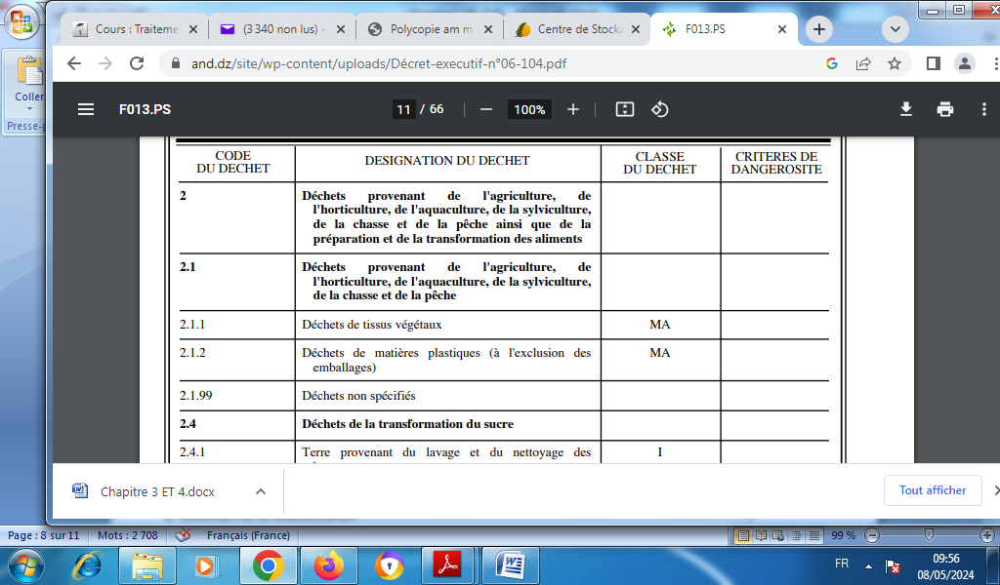 Cours : Traiteme
(3 340 non lus) -
Polycopie am m
Centre de Stocka
F013.PS
and.dz/site/wp-content/uploads/Décret-executif-n°06-104.pdf
Coller
Presse-p
F013.PS
11 / 66
100%
CODE DU DECHET
DESIGNATION DU DECHET
CLASSE DU DECHET
CRITERES DE DANGEROSITE
2
Déchets provenant de l'agriculture, de
l'horticulture, de l'aquaculture, de la sylviculture,
de la chasse et de la pêche ainsi que de la
préparation et de la transformation des aliments
2.1
Déchets provenant de l'agriculture, de
l'horticulture, de l'aquaculture, de la sylviculture,
de la chasse et de la pêche
2.1.1 Déchets de tissus végétaux MA
2.1.2 Déchets de matières plastiques (à l'exclusion des MA
emballages)
2.1.99 Déchets non spécifiés
2.4 Déchets de la transformation du sucre
2.4.1 Terre provenant du lavage et du nettoyage des I
Chapitre 3 ET 4.docx
Tout afficher
Page : 8 sur 11
Mots : 2 708
Français (France)
99 %
FR
09:56
08/05/2024